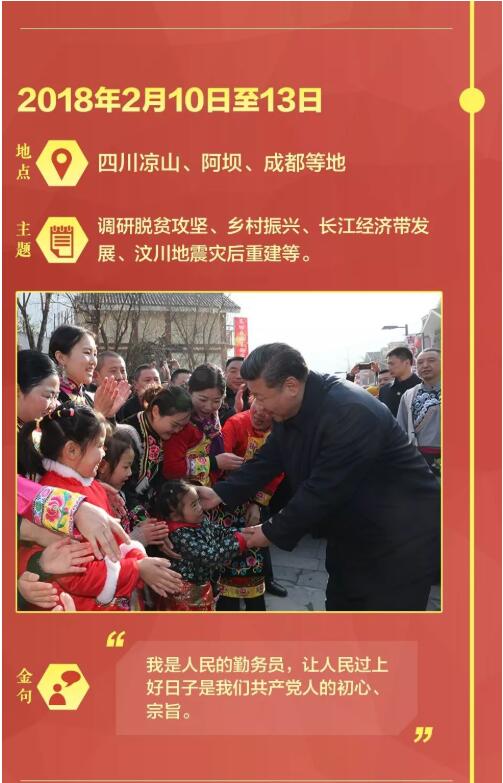 2018年2月10日至13日
地点
四川凉山、阿坝、成都等地
主题
调研脱贫攻坚、乡村振兴、长江经济带发
展、汶川地震灾后重建等。
金句
“
我是人民的勤务员，让人民过上
好日子是我们共产党人的初心、
宗旨。
”